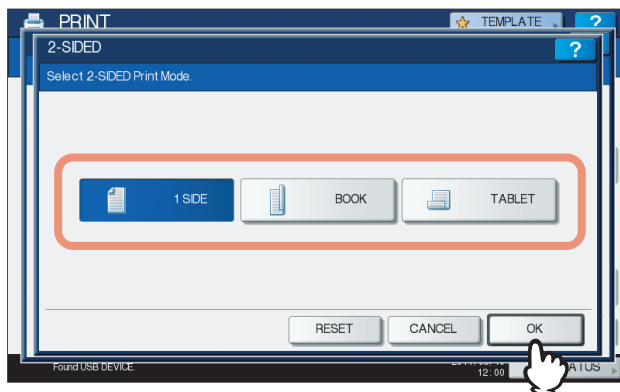 PRINT
TEMPLATE
?
2-SIDED
?
Select 2-SIDED Print Mode.
1 SIDE
BOOK
TABLET
RESET
CANCEL
OK
Found USB DEVICE.
12:00